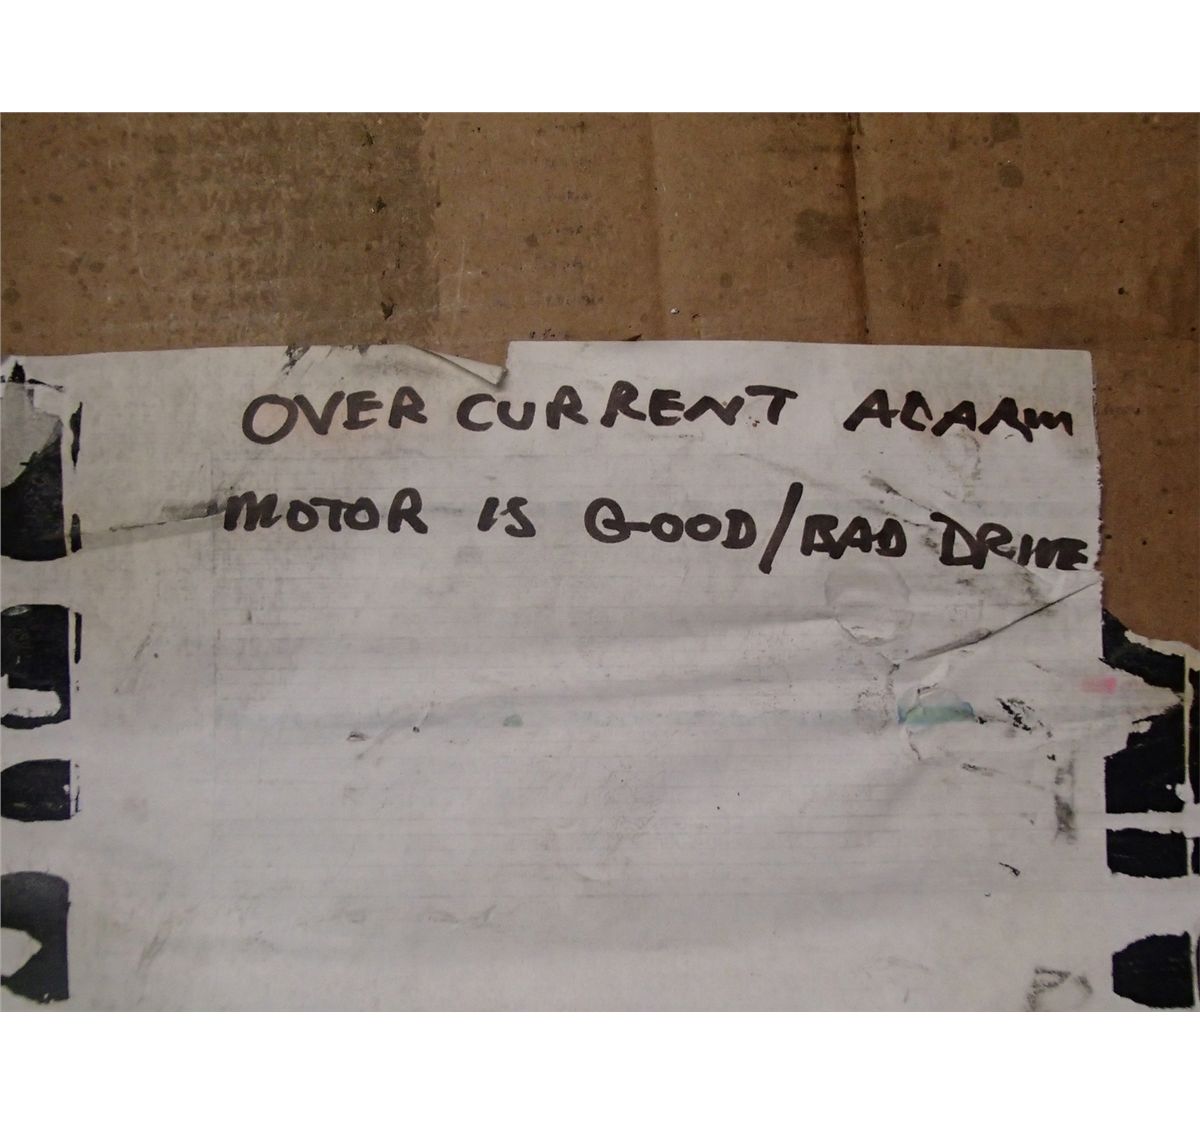 OVER CURRENT ALARM
MOTOR IS GOOD/BAD DRIVE